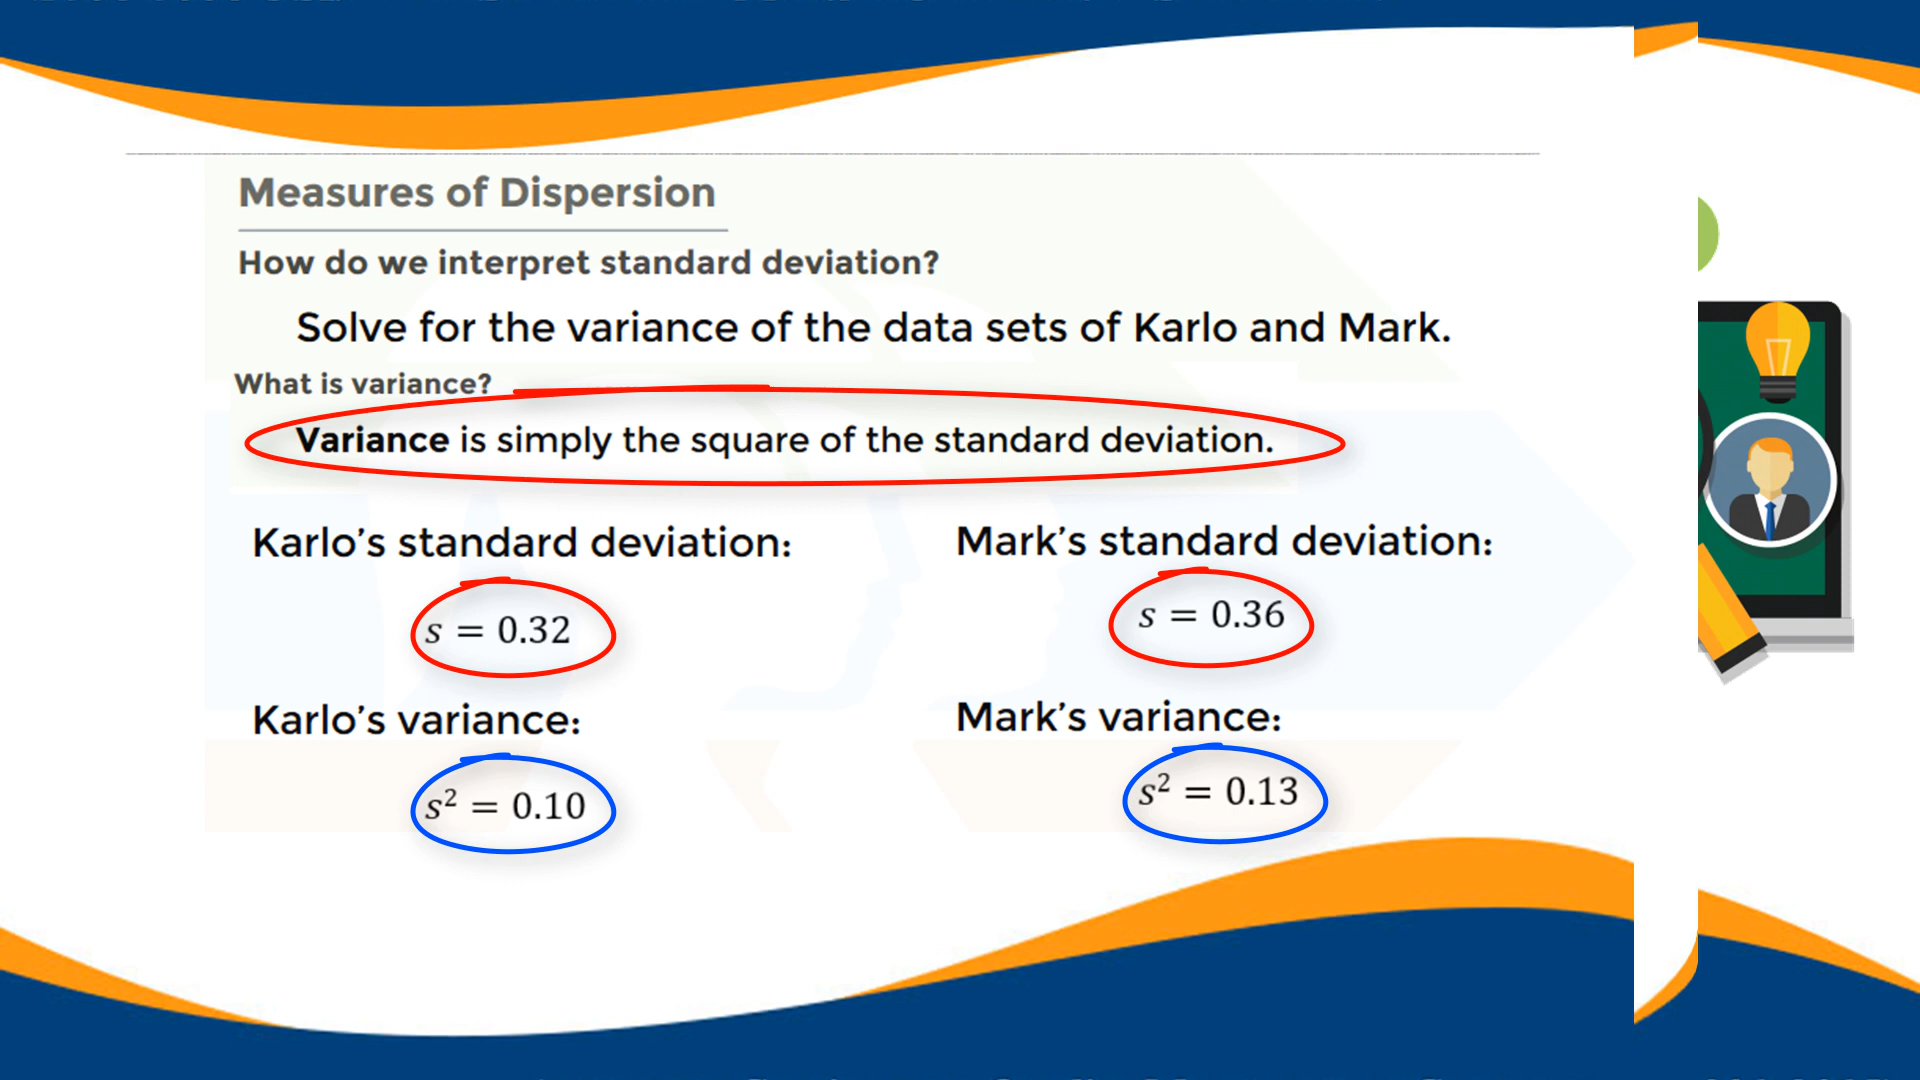 Measures of Dispersion
How do we interpret standard deviation?
Solve for the variance of the data sets of Karlo and Mark.
What is variance?
Variance is simply the square of the standard deviation.
Karlo's standard deviation:
Mark's standard deviation:
s = 0.32
s = 0.36
Karlo's variance:
Mark's variance:
s² = 0.10
s² = 0.13